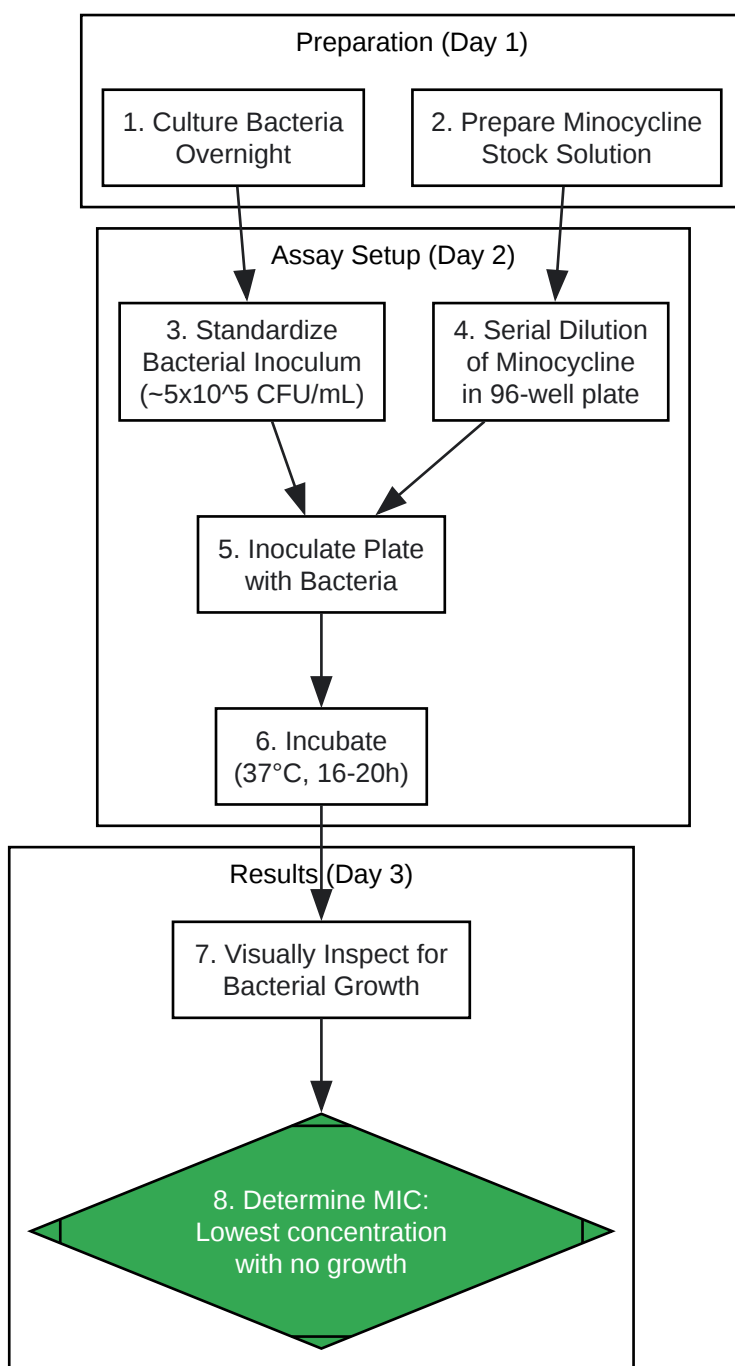 Preparation (Day 1)
1. Culture Bacteria
Overnight
2. Prepare Minocycline
Stock Solution
Assay Setup (Day 2)
3. Standardize
Bacterial Inoculum
(~5x10^5 CFU/mL)
4. Serial Dilution
of Minocycline
in 96-well plate
5. Inoculate Plate
with Bacteria
6. Incubate
(37°C, 16-20h)
Results (Day 3)
7. Visually Inspect for
Bacterial Growth
8. Determine MIC:
Lowest concentration
with no growth